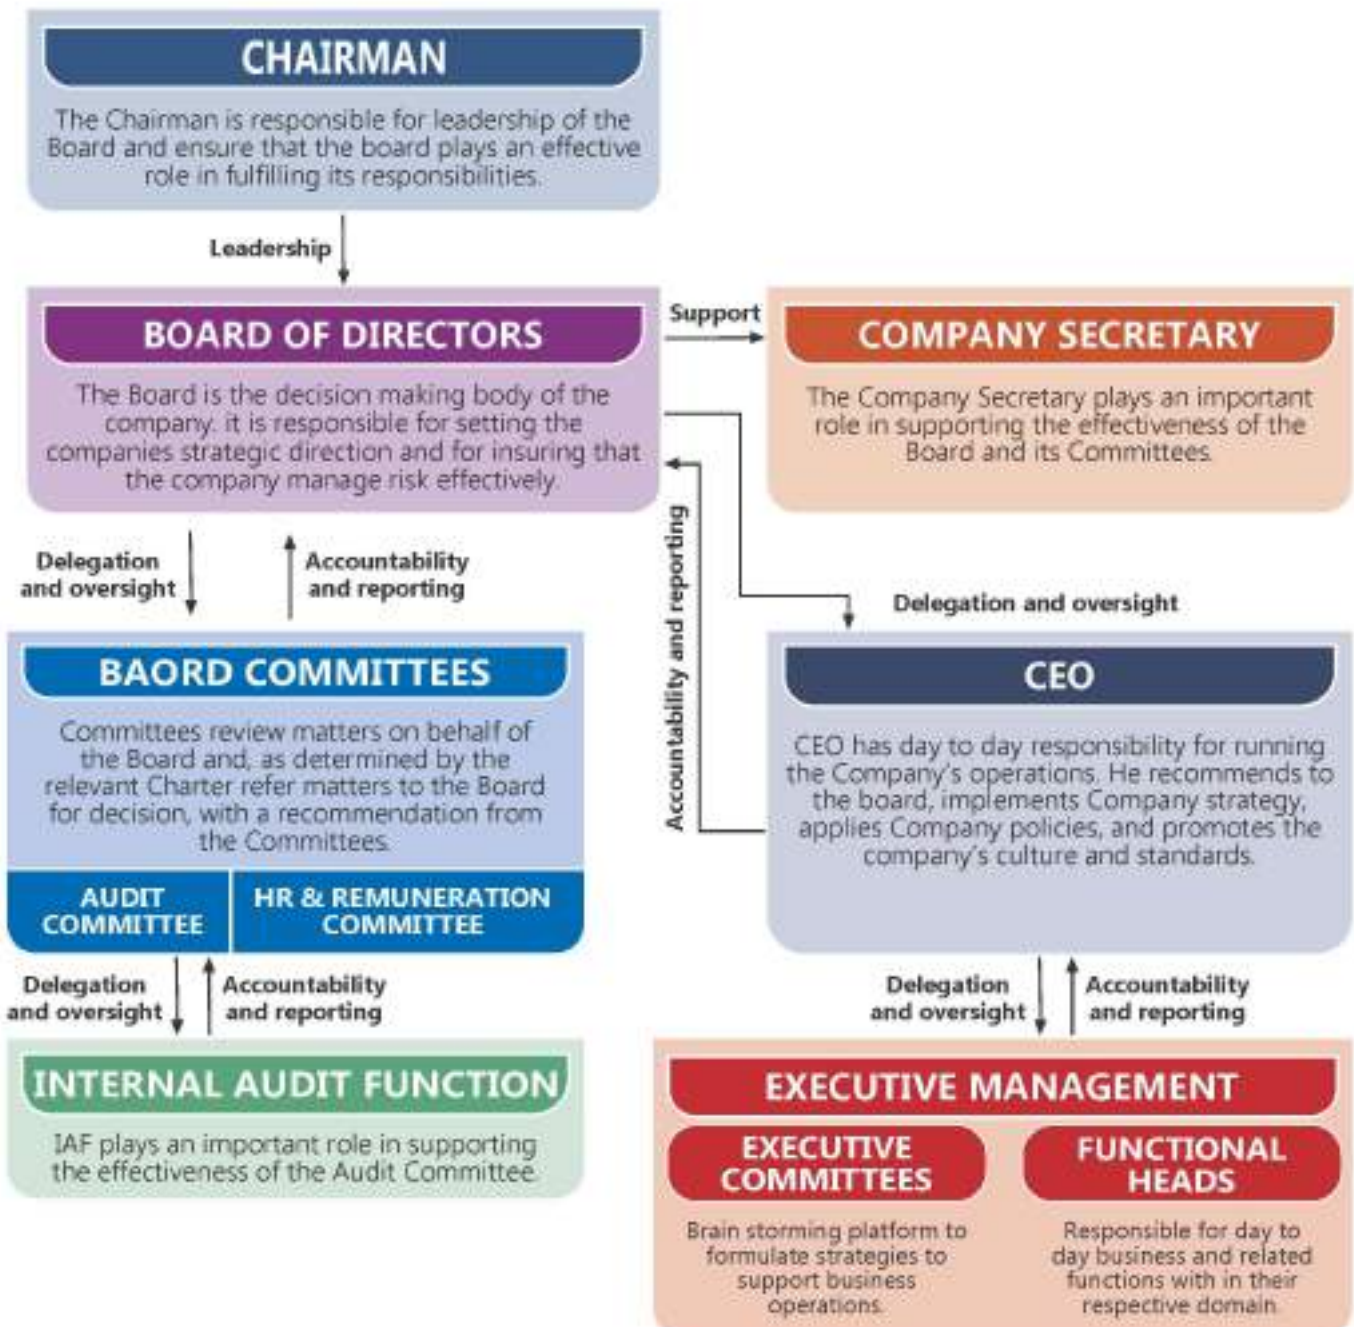 CHAIRMAN
The Chairman is responsible for leadership of the
Board and ensure that the board plays an effective
role in fulfilling its responsibilities.
Leadership
BOARD OF DIRECTORS
The Board is the decision making body of the
company. it is responsible for setting the
companies strategic direction and for insuring that
the company manage risk effectively.
Support
COMPANY SECRETARY
The Company Secretary plays an important
role in supporting the effectiveness of the
Board and its Committees.
Delegation
and oversight
Accountability
and reporting
Accountability and reporting
Delegation and oversight
BAORD COMMITTEES
Committees review matters on behalf of
the Board and, as determined by the
relevant Charter refer matters to the Board
for decision, with a recommendation from
the Committees.
AUDIT
COMMITTEE
HR & REMUNERATION
COMMITTEE
CEO
CEO has day to day responsibility for running
the Company's operations. He recommends to
the board, implements Company strategy,
applies Company policies, and promotes the
company's culture and standards.
Delegation
and oversight
Accountability
and reporting
Delegation
and oversight
Accountability
and reporting
INTERNAL AUDIT FUNCTION
IAF plays an important role in supporting
the effectiveness of the Audit Committee.
EXECUTIVE MANAGEMENT
EXECUTIVE
COMMITTEES
Brain storming platform to
formulate strategies to
support business
operations.
FUNCTIONAL
HEADS
Responsible for day to
day business and related
functions with in their
respective domain.